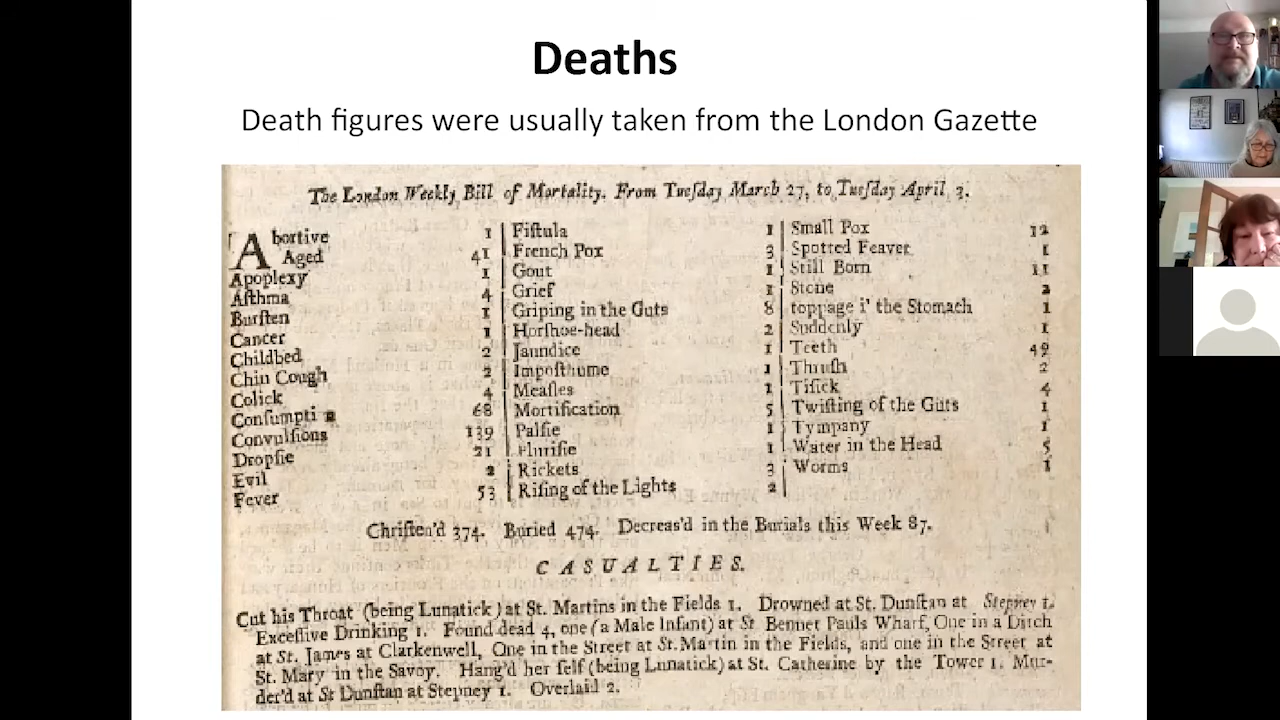 Deaths
Death figures were usually taken from the London Gazette
The London Weekly Bill of Mortality. From Tueſday March 27, to Tueſday April 3.
Abortive 1
Aged 41
Apoplexy 1
Aſthma 4
Burſten 1
Cancer 1
Childbed 2
Chin Cough 2
Colick 4
Conſumpti n 68
Convulſions 139
Dropſie 21
Evil 2
Fever 53
Fiſtula 1
French Pox 3
Gout 1
Grief 1
Griping in the Guts 8
Horſhoe-head 2
Jaundice 1
Impoſthume 1
Meaſles 1
Mortification 5
Palſie 1
Pluriſie 1
Rickets 3
Riſing of the Lights 2
Small Pox 12
Spotted Feaver 1
Still Born 11
Stone 2
toppage i' the Stomach 1
Suddenly 1
Teeth 49
Thruſh 2
Tiſick 4
Twiſting of the Guts 1
Tympany 1
Water in the Head 5
Worms 1
Chriſten'd 374. Buried 474. Decreas'd in the Burials this Week 87.
CASUALTIES.
Cut his Throat (being Lunatick) at St. Martins in the Fields 1. Drowned at St. Dunſtan at Stepney 1.
Exceſſive Drinking 1. Found dead 4, one (a Male Infant) at St Bennet Pauls Wharf, One in a Ditch
at St. James at Clarkenwell, One in the Street at St. Martin in the Fields, and one in the Street at
St. Mary in the Savoy. Hang'd her ſelf (being Lunatick) at St. Catherine by the Tower 1. Mur-
der'd at St Dunſtan at Stepney 1. Overlaid 2.